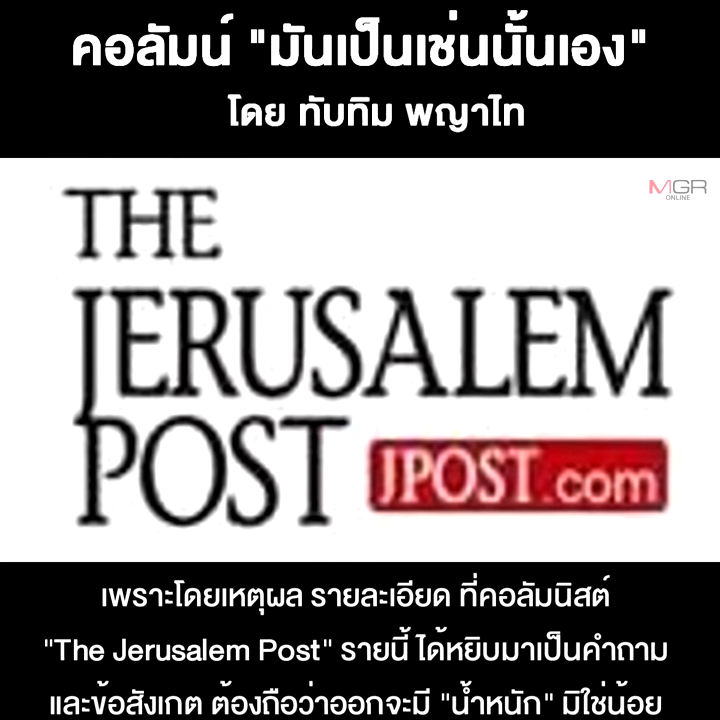 คอลัมน์ "มันเป็นเช่นนั้นเอง"
โดย ทับทิม พญาไท
MGR
ONLINE
THE
JERUSALEM
POST JPOST.com
เพราะโดยเหตุผล รายละเอียด ที่คอลัมนิสต์
"The Jerusalem Post" รายนี้ ได้หยิบมาเป็นคำถาม
และข้อสังเกต ต้องถือว่าออกจะมี "น้ำหนัก" มิใช่น้อย